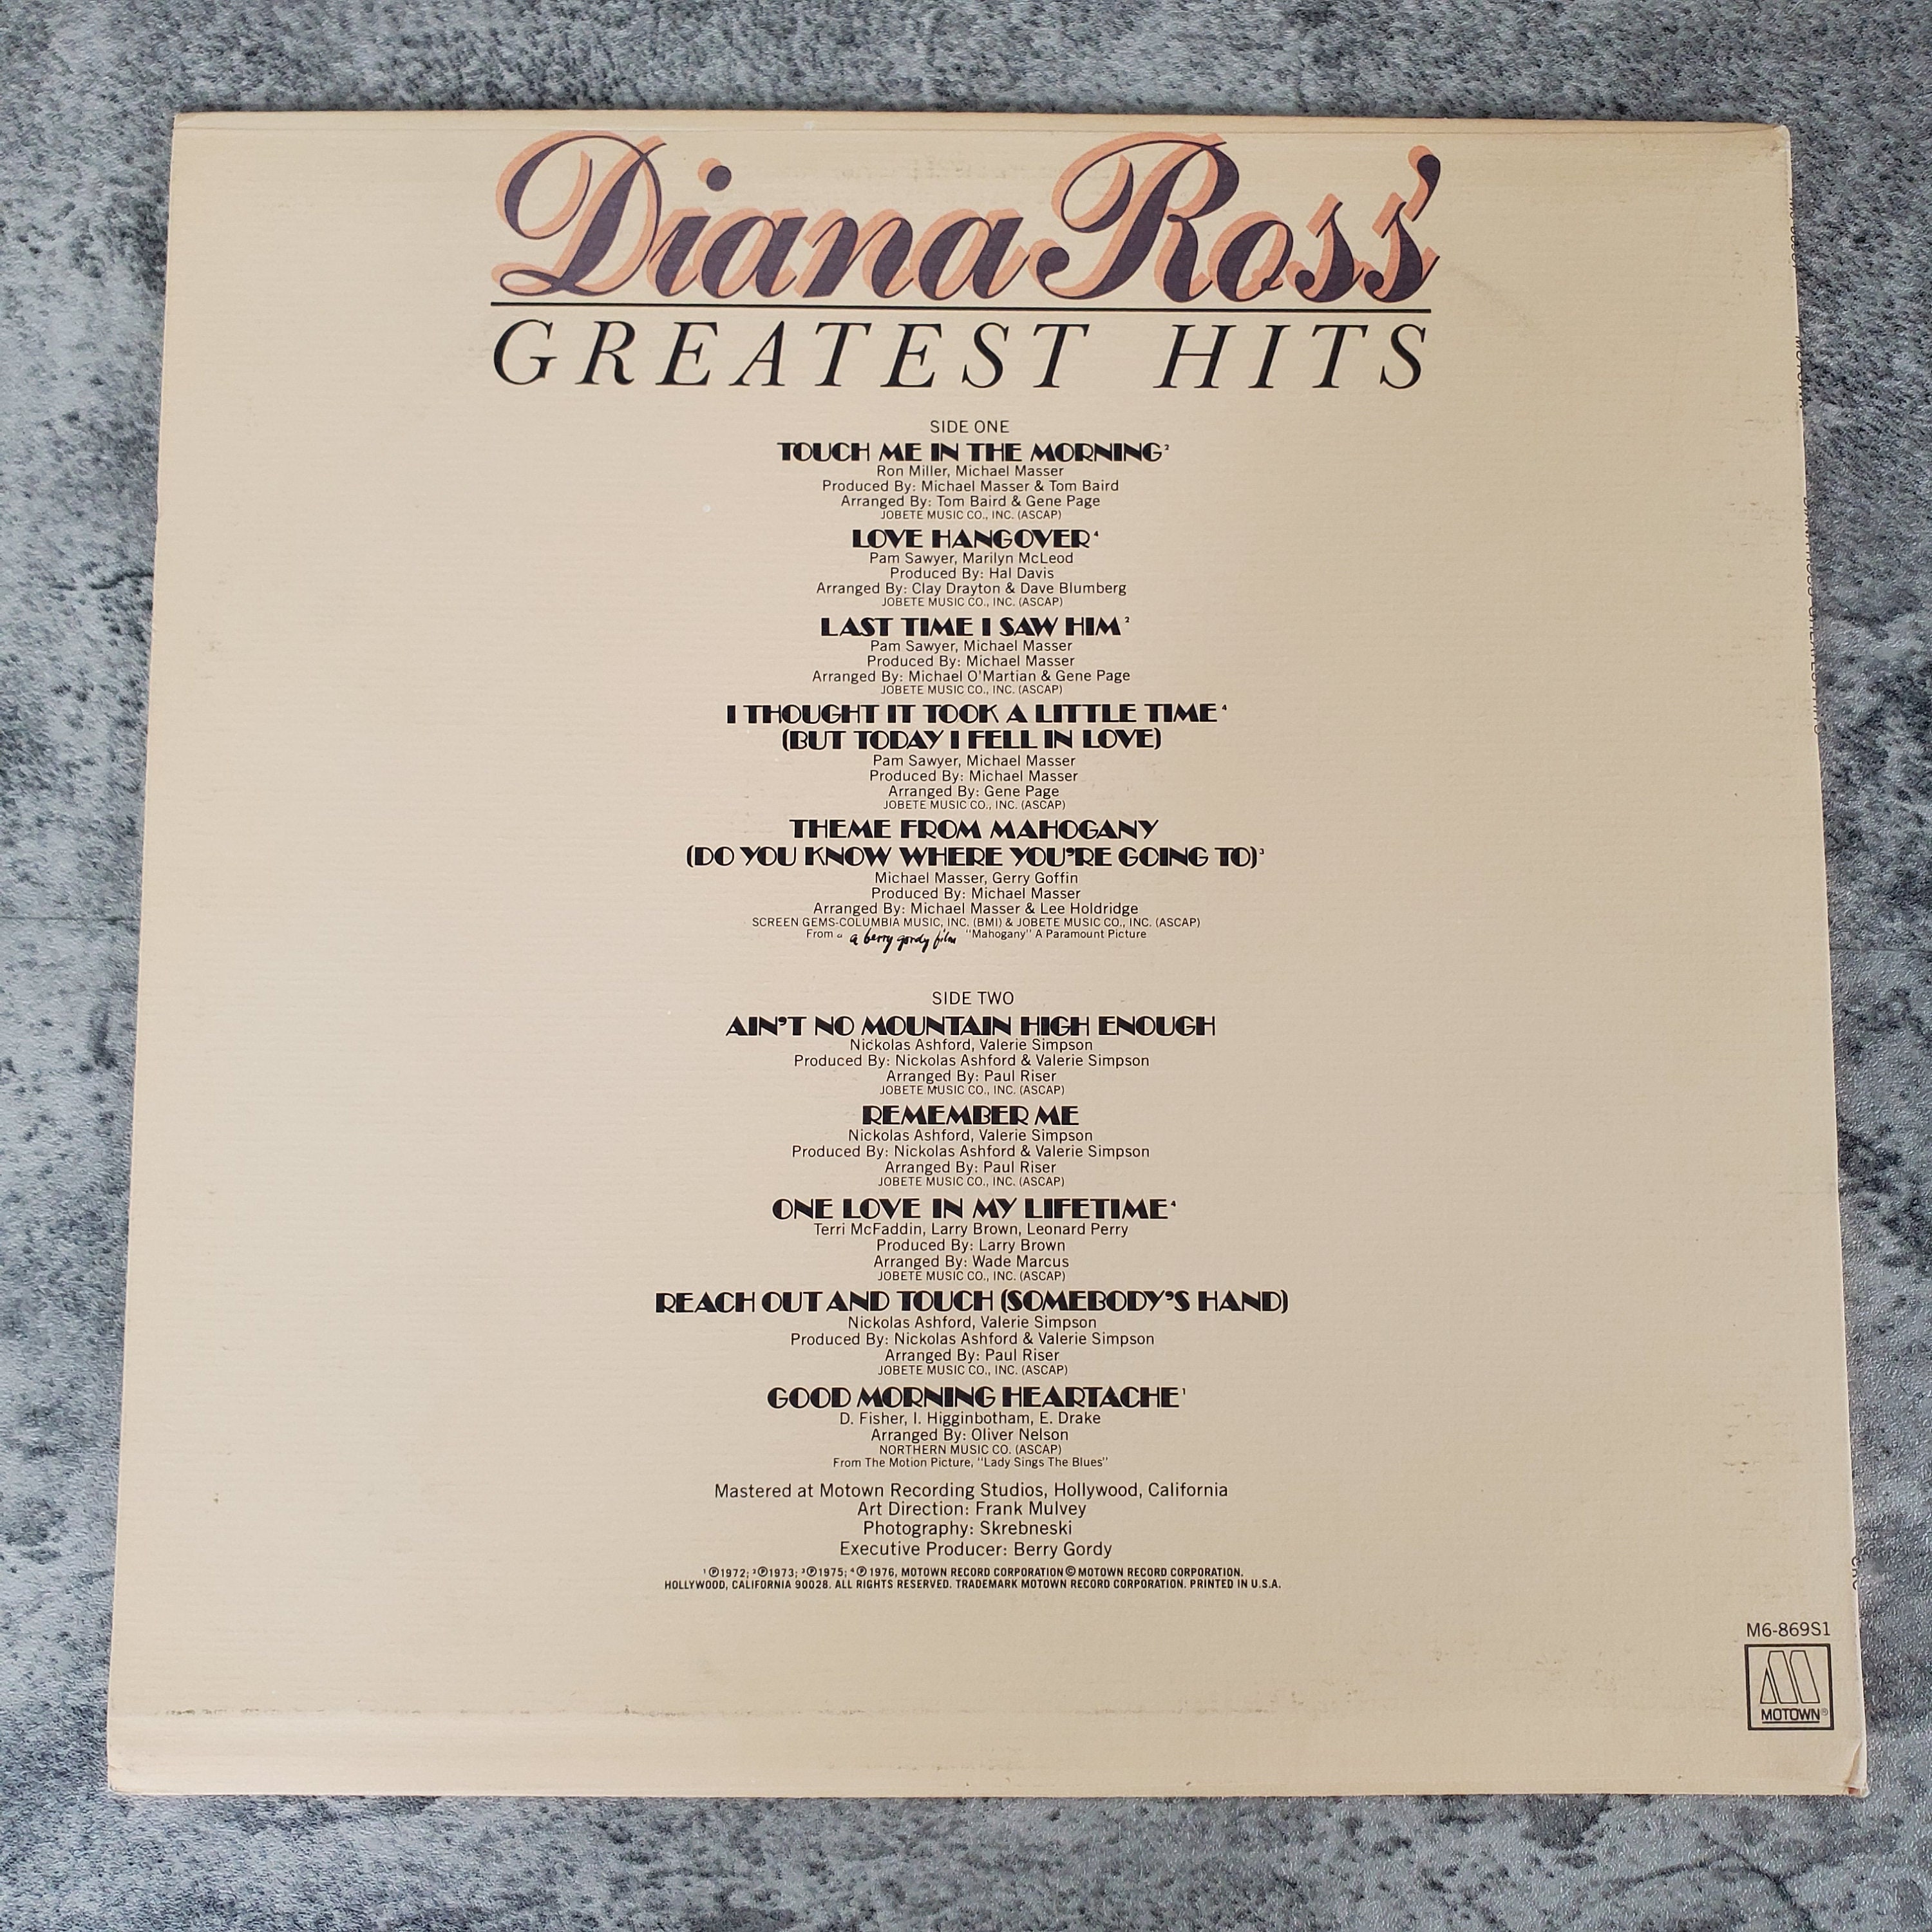 Diana Ross'
GREATEST HITS
SIDE ONE
TOUCH ME IN THE MORNING²
Ron Miller, Michael Masser
Produced By: Michael Masser & Tom Baird
Arranged By: Tom Baird & Gene Page
JOBETE MUSIC CO., INC. (ASCAP)
LOVE HANGOVER⁴
Pam Sawyer, Marilyn McLeod
Produced By: Hal Davis
Arranged By: Clay Drayton & Dave Blumberg
JOBETE MUSIC CO., INC. (ASCAP)
LAST TIME I SAW HIM²
Pam Sawyer, Michael Masser
Produced By: Michael Masser
Arranged By: Michael O'Martian & Gene Page
JOBETE MUSIC CO., INC. (ASCAP)
I THOUGHT IT TOOK A LITTLE TIME⁴
(BUT TODAY I FELL IN LOVE)
Pam Sawyer, Michael Masser
Produced By: Michael Masser
Arranged By: Gene Page
JOBETE MUSIC CO., INC. (ASCAP)
THEME FROM MAHOGANY
(DO YOU KNOW WHERE YOU'RE GOING TO)³
Michael Masser, Gerry Goffin
Produced By: Michael Masser
Arranged By: Michael Masser & Lee Holdridge
SCREEN GEMS-COLUMBIA MUSIC, INC. (BMI) & JOBETE MUSIC CO., INC. (ASCAP)
From a berry gordy film "Mahogany" A Paramount Picture
SIDE TWO
AIN'T NO MOUNTAIN HIGH ENOUGH
Nickolas Ashford, Valerie Simpson
Produced By: Nickolas Ashford & Valerie Simpson
Arranged By: Paul Riser
JOBETE MUSIC CO., INC. (ASCAP)
REMEMBER ME
Nickolas Ashford, Valerie Simpson
Produced By: Nickolas Ashford & Valerie Simpson
Arranged By: Paul Riser
JOBETE MUSIC CO., INC. (ASCAP)
ONE LOVE IN MY LIFETIME⁴
Terri McFaddin, Larry Brown, Leonard Perry
Produced By: Larry Brown
Arranged By: Wade Marcus
JOBETE MUSIC CO., INC. (ASCAP)
REACH OUT AND TOUCH (SOMEBODY'S HAND)
Nickolas Ashford, Valerie Simpson
Produced By: Nickolas Ashford & Valerie Simpson
Arranged By: Paul Riser
JOBETE MUSIC CO., INC. (ASCAP)
GOOD MORNING HEARTACHE¹
D. Fisher, I. Higginbotham, E. Drake
Arranged By: Oliver Nelson
NORTHERN MUSIC CO. (ASCAP)
From The Motion Picture, "Lady Sings The Blues"
Mastered at Motown Recording Studios, Hollywood, California
Art Direction: Frank Mulvey
Photography: Skrebneski
Executive Producer: Berry Gordy
¹℗1972; ²℗1973; ³℗1975; ⁴℗1976, MOTOWN RECORD CORPORATION © MOTOWN RECORD CORPORATION.
HOLLYWOOD, CALIFORNIA 90028. ALL RIGHTS RESERVED. TRADEMARK MOTOWN RECORD CORPORATION. PRINTED IN U.S.A.
M6-869S1
MOTOWN®